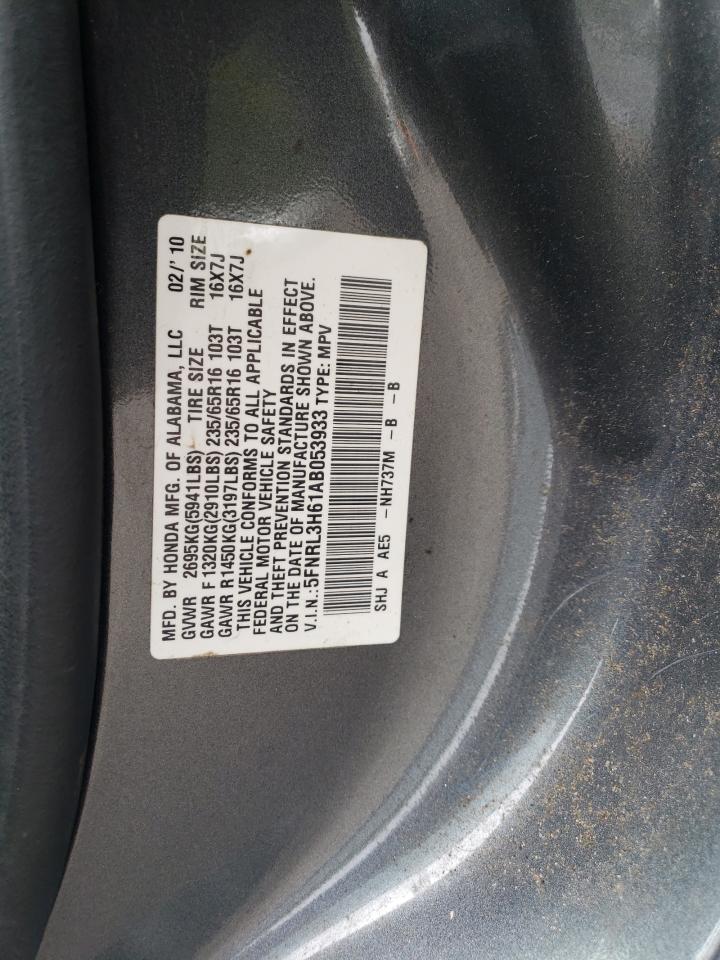 MFD. BY HONDA MFG. OF ALABAMA, LLC 02/'10
GVWR 2695KG(5941LBS) TIRE SIZE RIM SIZE
GAWR F 1320KG(2910LBS) 235/65R16 103T 16X7J
GAWR R1450KG(3197LBS) 235/65R16 103T 16X7J
THIS VEHICLE CONFORMS TO ALL APPLICABLE
FEDERAL MOTOR VEHICLE SAFETY
AND THEFT PREVENTION STANDARDS IN EFFECT
ON THE DATE OF MANUFACTURE SHOWN ABOVE.
V.I.N.: 5FNRL3H61AB053933 TYPE: MPV
SHJ A AE5 - NH737M - B - B